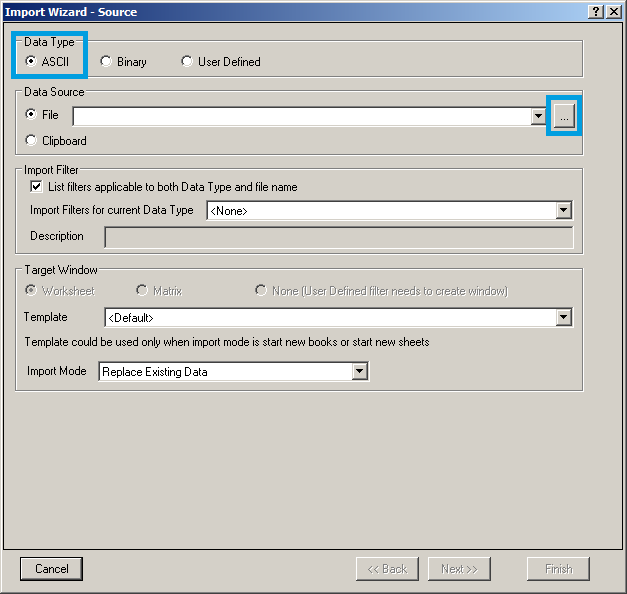 Import Wizard - Source
Data Type
ASCII Binary User Defined
Data Source
File ...
Clipboard
Import Filter
List filters applicable to both Data Type and file name
Import Filters for current Data Type <None>
Description
Target Window
Worksheet Matrix None (User Defined filter needs to create window)
Template <Default>
Template could be used only when import mode is start new books or start new sheets
Import Mode Replace Existing Data
Cancel << Back Next >> Finish